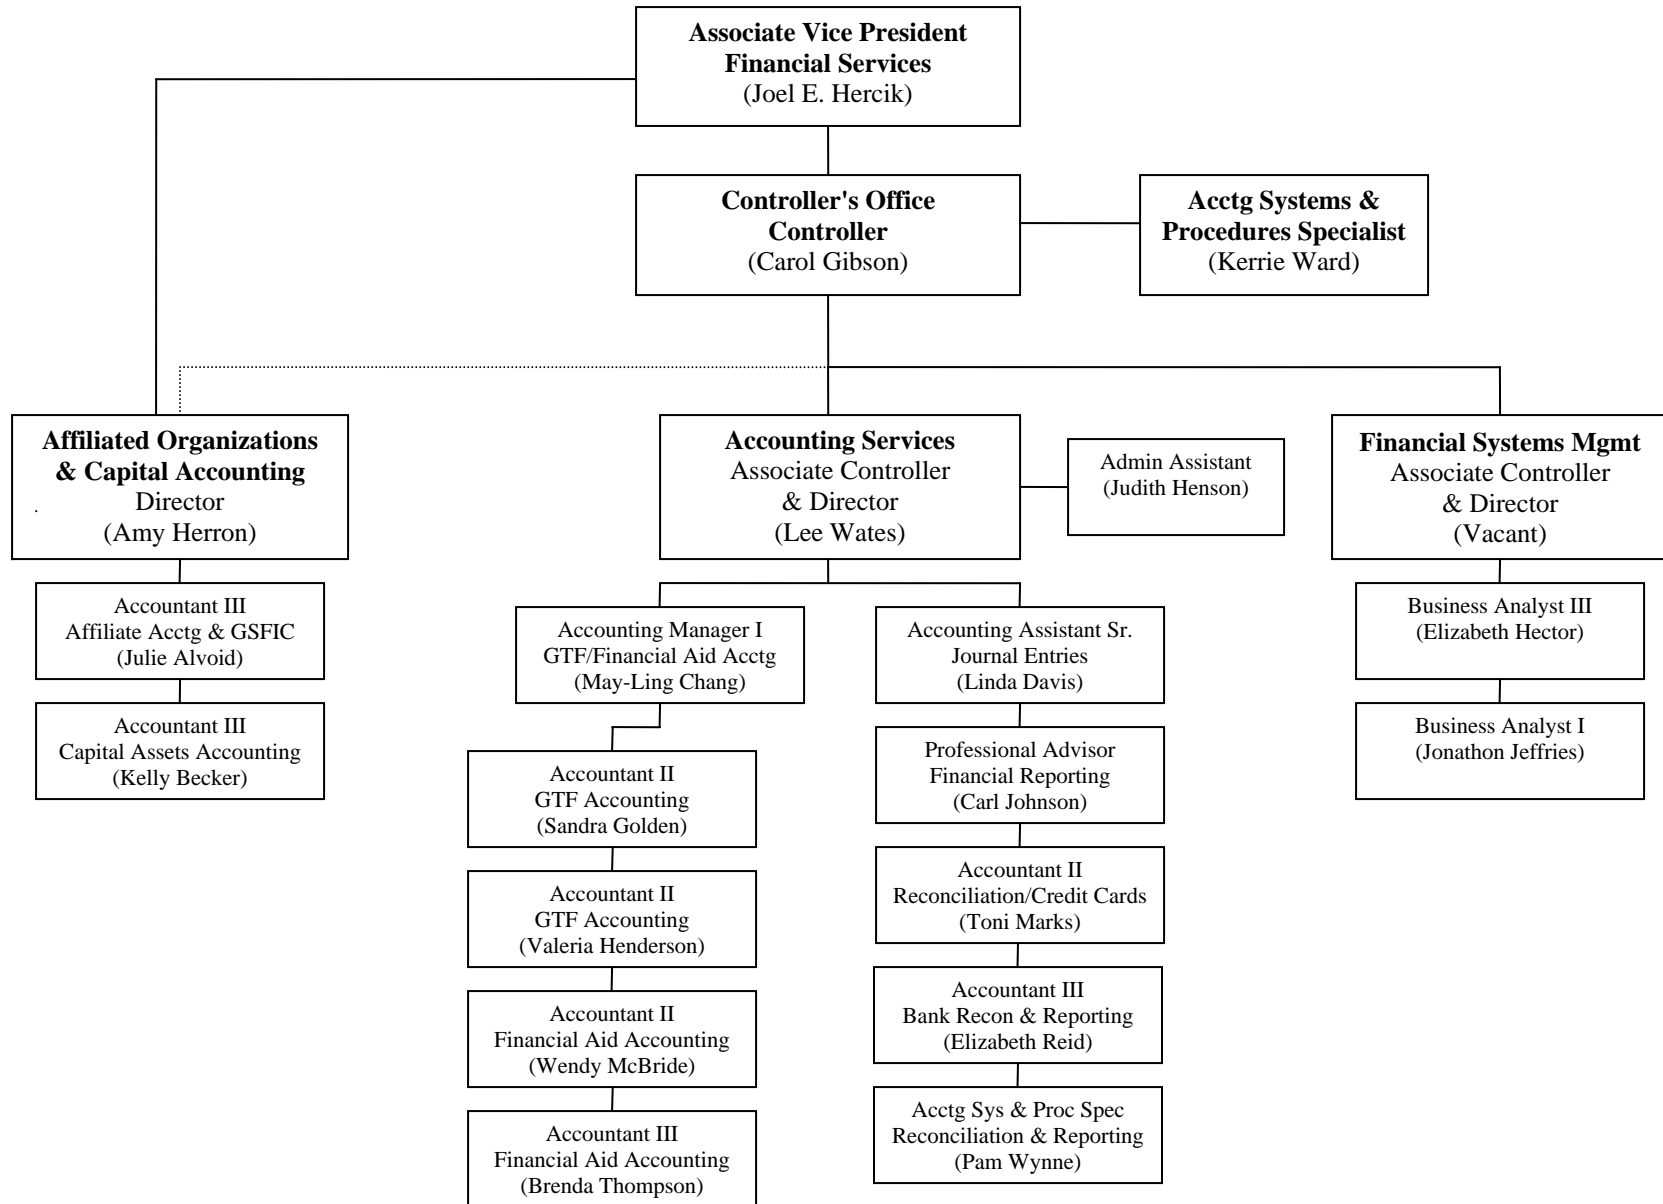 Associate Vice President
Financial Services
(Joel E. Hercik)
Controller's Office
Controller
(Carol Gibson)
Acctg Systems &
Procedures Specialist
(Kerrie Ward)
Affiliated Organizations
& Capital Accounting
Director
.
(Amy Herron)
Accounting Services
Associate Controller
& Director
(Lee Wates)
Admin Assistant
(Judith Henson)
Financial Systems Mgmt
Associate Controller
& Director
(Vacant)
Accountant III
Affiliate Acctg & GSFIC
(Julie Alvoid)
Accountant III
Capital Assets Accounting
(Kelly Becker)
Accounting Manager I
GTF/Financial Aid Acctg
(May-Ling Chang)
Accountant II
GTF Accounting
(Sandra Golden)
Accountant II
GTF Accounting
(Valeria Henderson)
Accountant II
Financial Aid Accounting
(Wendy McBride)
Accountant III
Financial Aid Accounting
(Brenda Thompson)
Accounting Assistant Sr.
Journal Entries
(Linda Davis)
Professional Advisor
Financial Reporting
(Carl Johnson)
Accountant II
Reconciliation/Credit Cards
(Toni Marks)
Accountant III
Bank Recon & Reporting
(Elizabeth Reid)
Acctg Sys & Proc Spec
Reconciliation & Reporting
(Pam Wynne)
Business Analyst III
(Elizabeth Hector)
Business Analyst I
(Jonathon Jeffries)